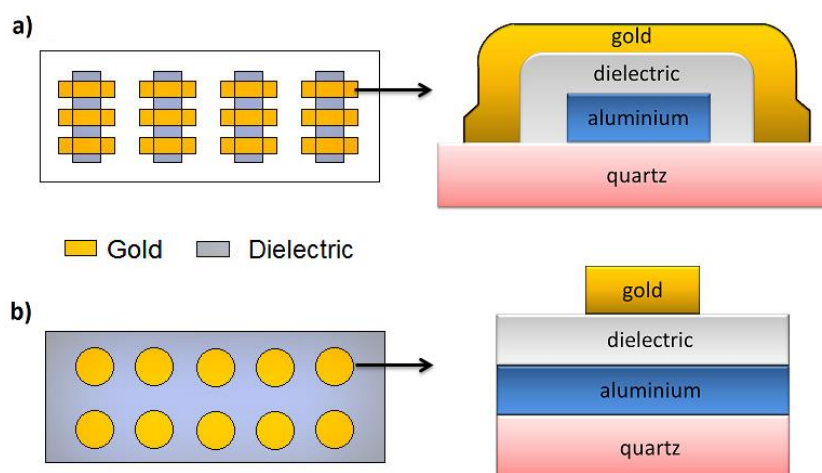 a)
gold
dielectric
aluminium
quartz
Gold Dielectric
b)
gold
dielectric
aluminium
quartz